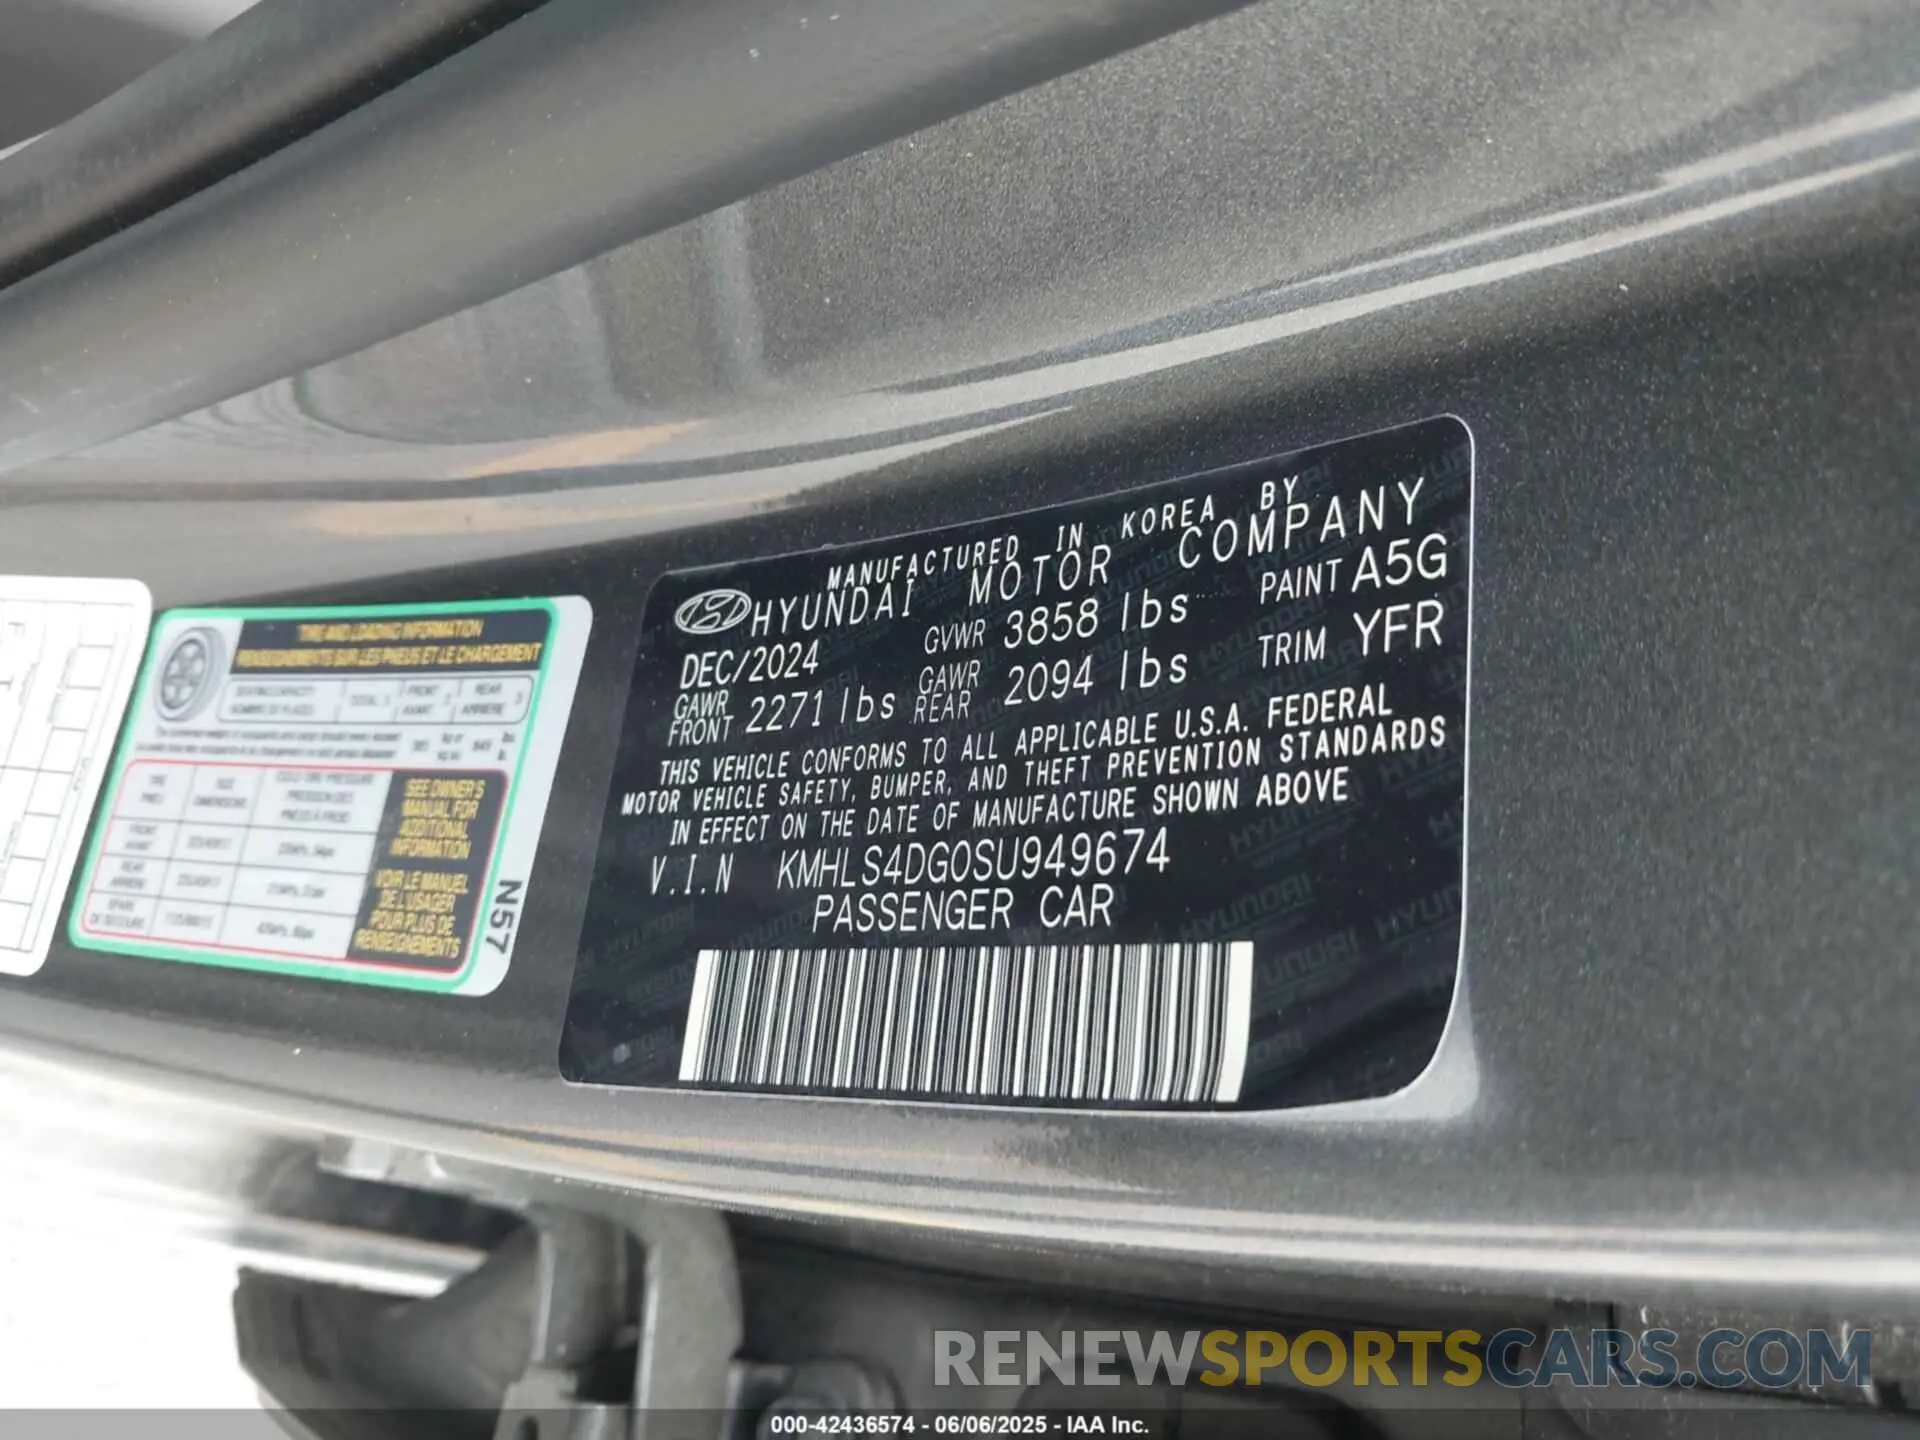 MANUFACTURED IN KOREA BY
HYUNDAI MOTOR COMPANY
DEC/2024 GVWR 3858 lbs PAINT A5G
GAWR FRONT 2271 lbs GAWR REAR 2094 lbs TRIM YFR
THIS VEHICLE CONFORMS TO ALL APPLICABLE U.S.A. FEDERAL
MOTOR VEHICLE SAFETY, BUMPER, AND THEFT PREVENTION STANDARDS
IN EFFECT ON THE DATE OF MANUFACTURE SHOWN ABOVE
V.I.N KMHLS4DG0SU949674
PASSENGER CAR
TIRE AND LOADING INFORMATION
RENSEIGNEMENTS SUR LES PNEUS ET LE CHARGEMENT
SEE OWNER'S
MANUAL FOR
ADDITIONAL
INFORMATION
VOIR LE MANUEL
DE L'USAGER
POUR PLUS DE
RENSEIGNEMENTS
N57
RENEWSPORTSCARS.COM
000-42436574 - 06/06/2025 - IAA Inc.